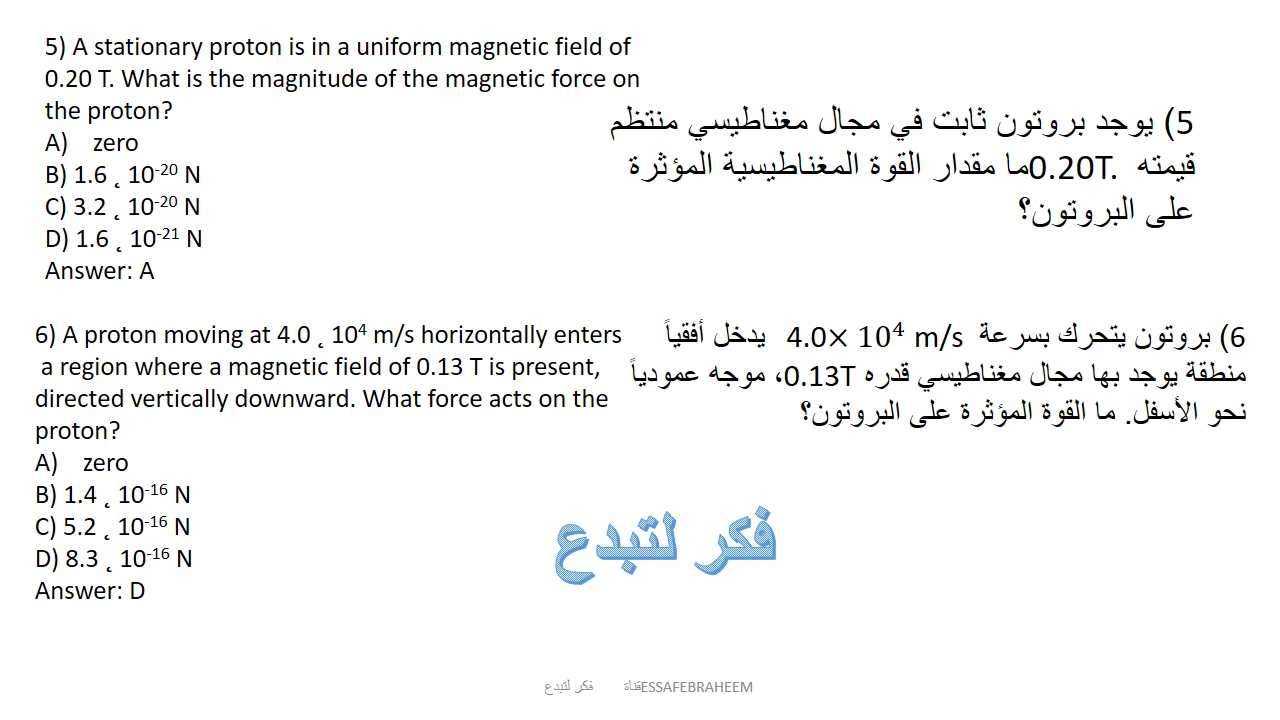 5) A stationary proton is in a uniform magnetic field of
0.20 T. What is the magnitude of the magnetic force on
the proton?
A) zero
B) 1.6 ˛ 10⁻²⁰ N
C) 3.2 ˛ 10⁻²⁰ N
D) 1.6 ˛ 10⁻²¹ N
Answer: A
5) يوجد بروتون ثابت في مجال مغناطيسي منتظم
قيمته .0.20Tما مقدار القوة المغناطيسية المؤثرة
على البروتون؟
6) A proton moving at 4.0 ˛ 10⁴ m/s horizontally enters
a region where a magnetic field of 0.13 T is present,
directed vertically downward. What force acts on the
proton?
A) zero
B) 1.4 ˛ 10⁻¹⁶ N
C) 5.2 ˛ 10⁻¹⁶ N
D) 8.3 ˛ 10⁻¹⁶ N
Answer: D
6) بروتون يتحرك بسرعة 4.0× 10⁴ m/s يدخل أفقياً
منطقة يوجد بها مجال مغناطيسي قدره 0.13T، موجه عمودياً
نحو الأسفل. ما القوة المؤثرة على البروتون؟
فكر لتبدع
ESSAFEBRAHEEMقناة فكر لتبدع